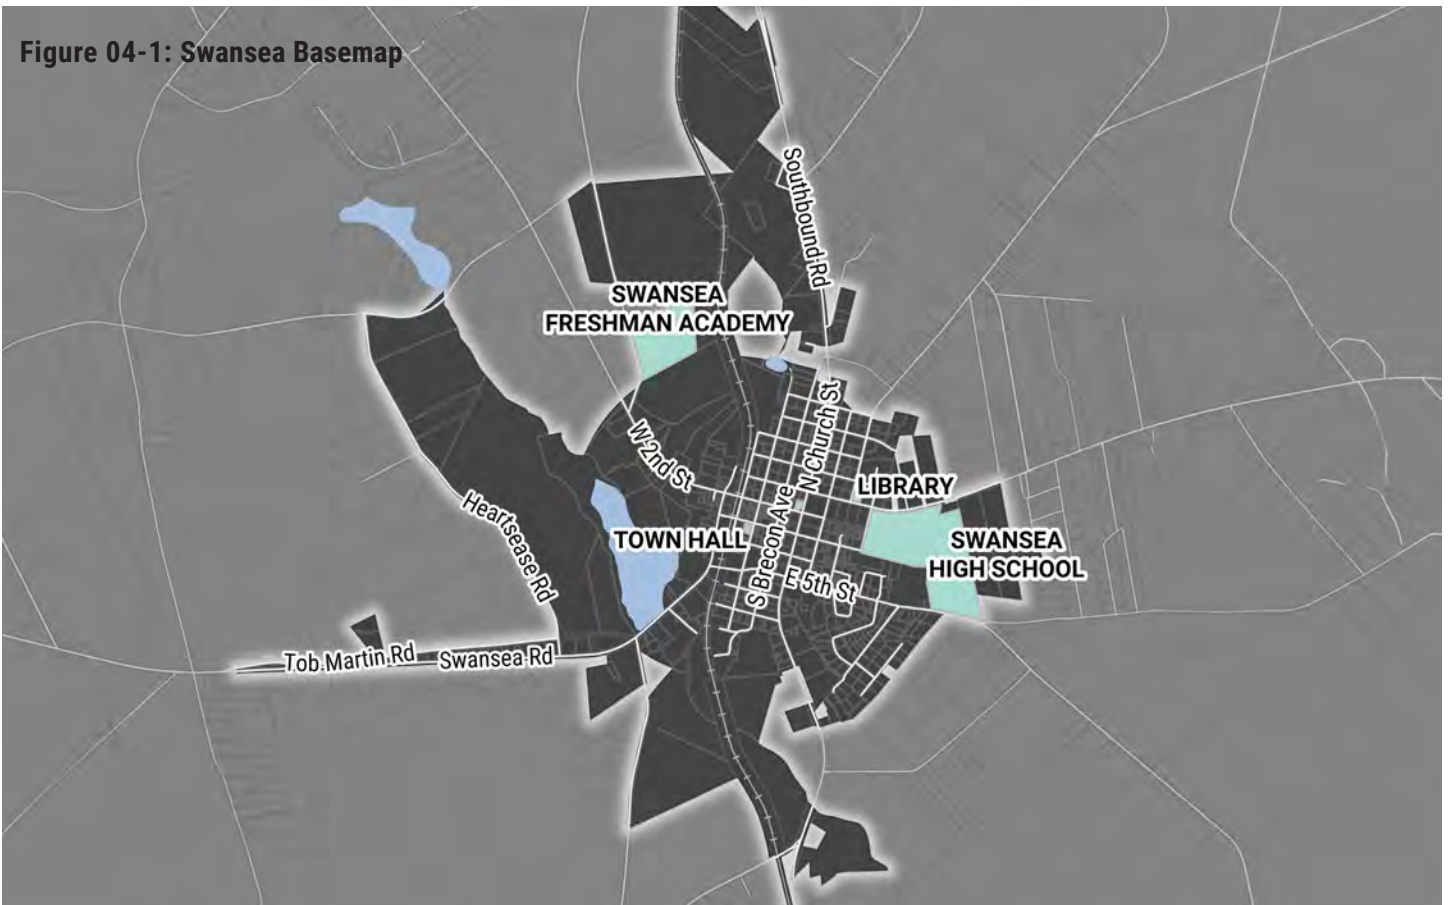 Figure 04-1: Swansea Basemap
Southbound Rd
SWANSEA
FRESHMAN ACADEMY
N Church St
W 2nd St
LIBRARY
Heartsease Rd
TOWN HALL
S Brecon Ave
SWANSEA
HIGH SCHOOL
E 5th St
Tob Martin Rd
Swansea Rd